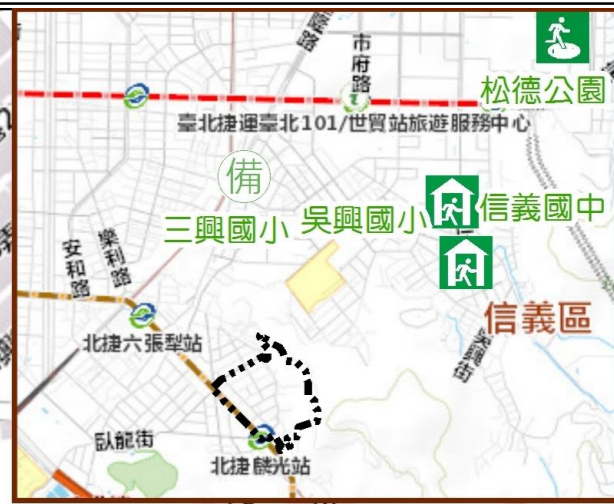 市府路
松德公園
臺北捷運臺北101/世貿站旅遊服務中心
備
三興國小
吳興國小
信義國中
安和路
樂利路
信義區
吳興街
北捷六張犁站
臥龍街
北捷麟光站